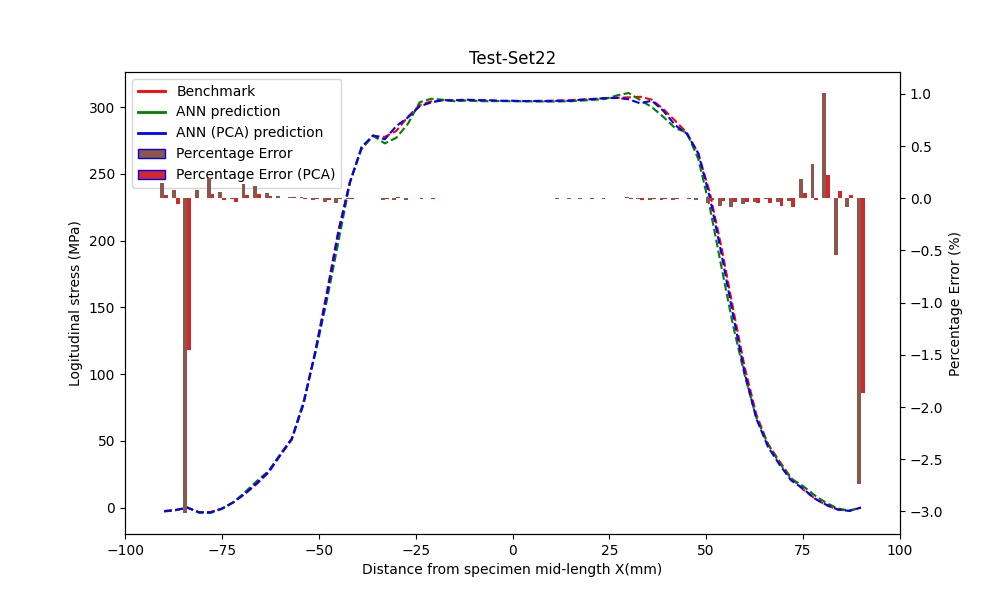 Test-Set22
Benchmark
ANN prediction
ANN (PCA) prediction
Percentage Error
Percentage Error (PCA)
300
250
200
150
100
50
0
Logitudinal stress (MPa)
1.0
0.5
0.0
−0.5
−1.0
−1.5
−2.0
−2.5
−3.0
Percentage Error (%)
−100 −75 −50 −25 0 25 50 75 100
Distance from specimen mid-length X(mm)